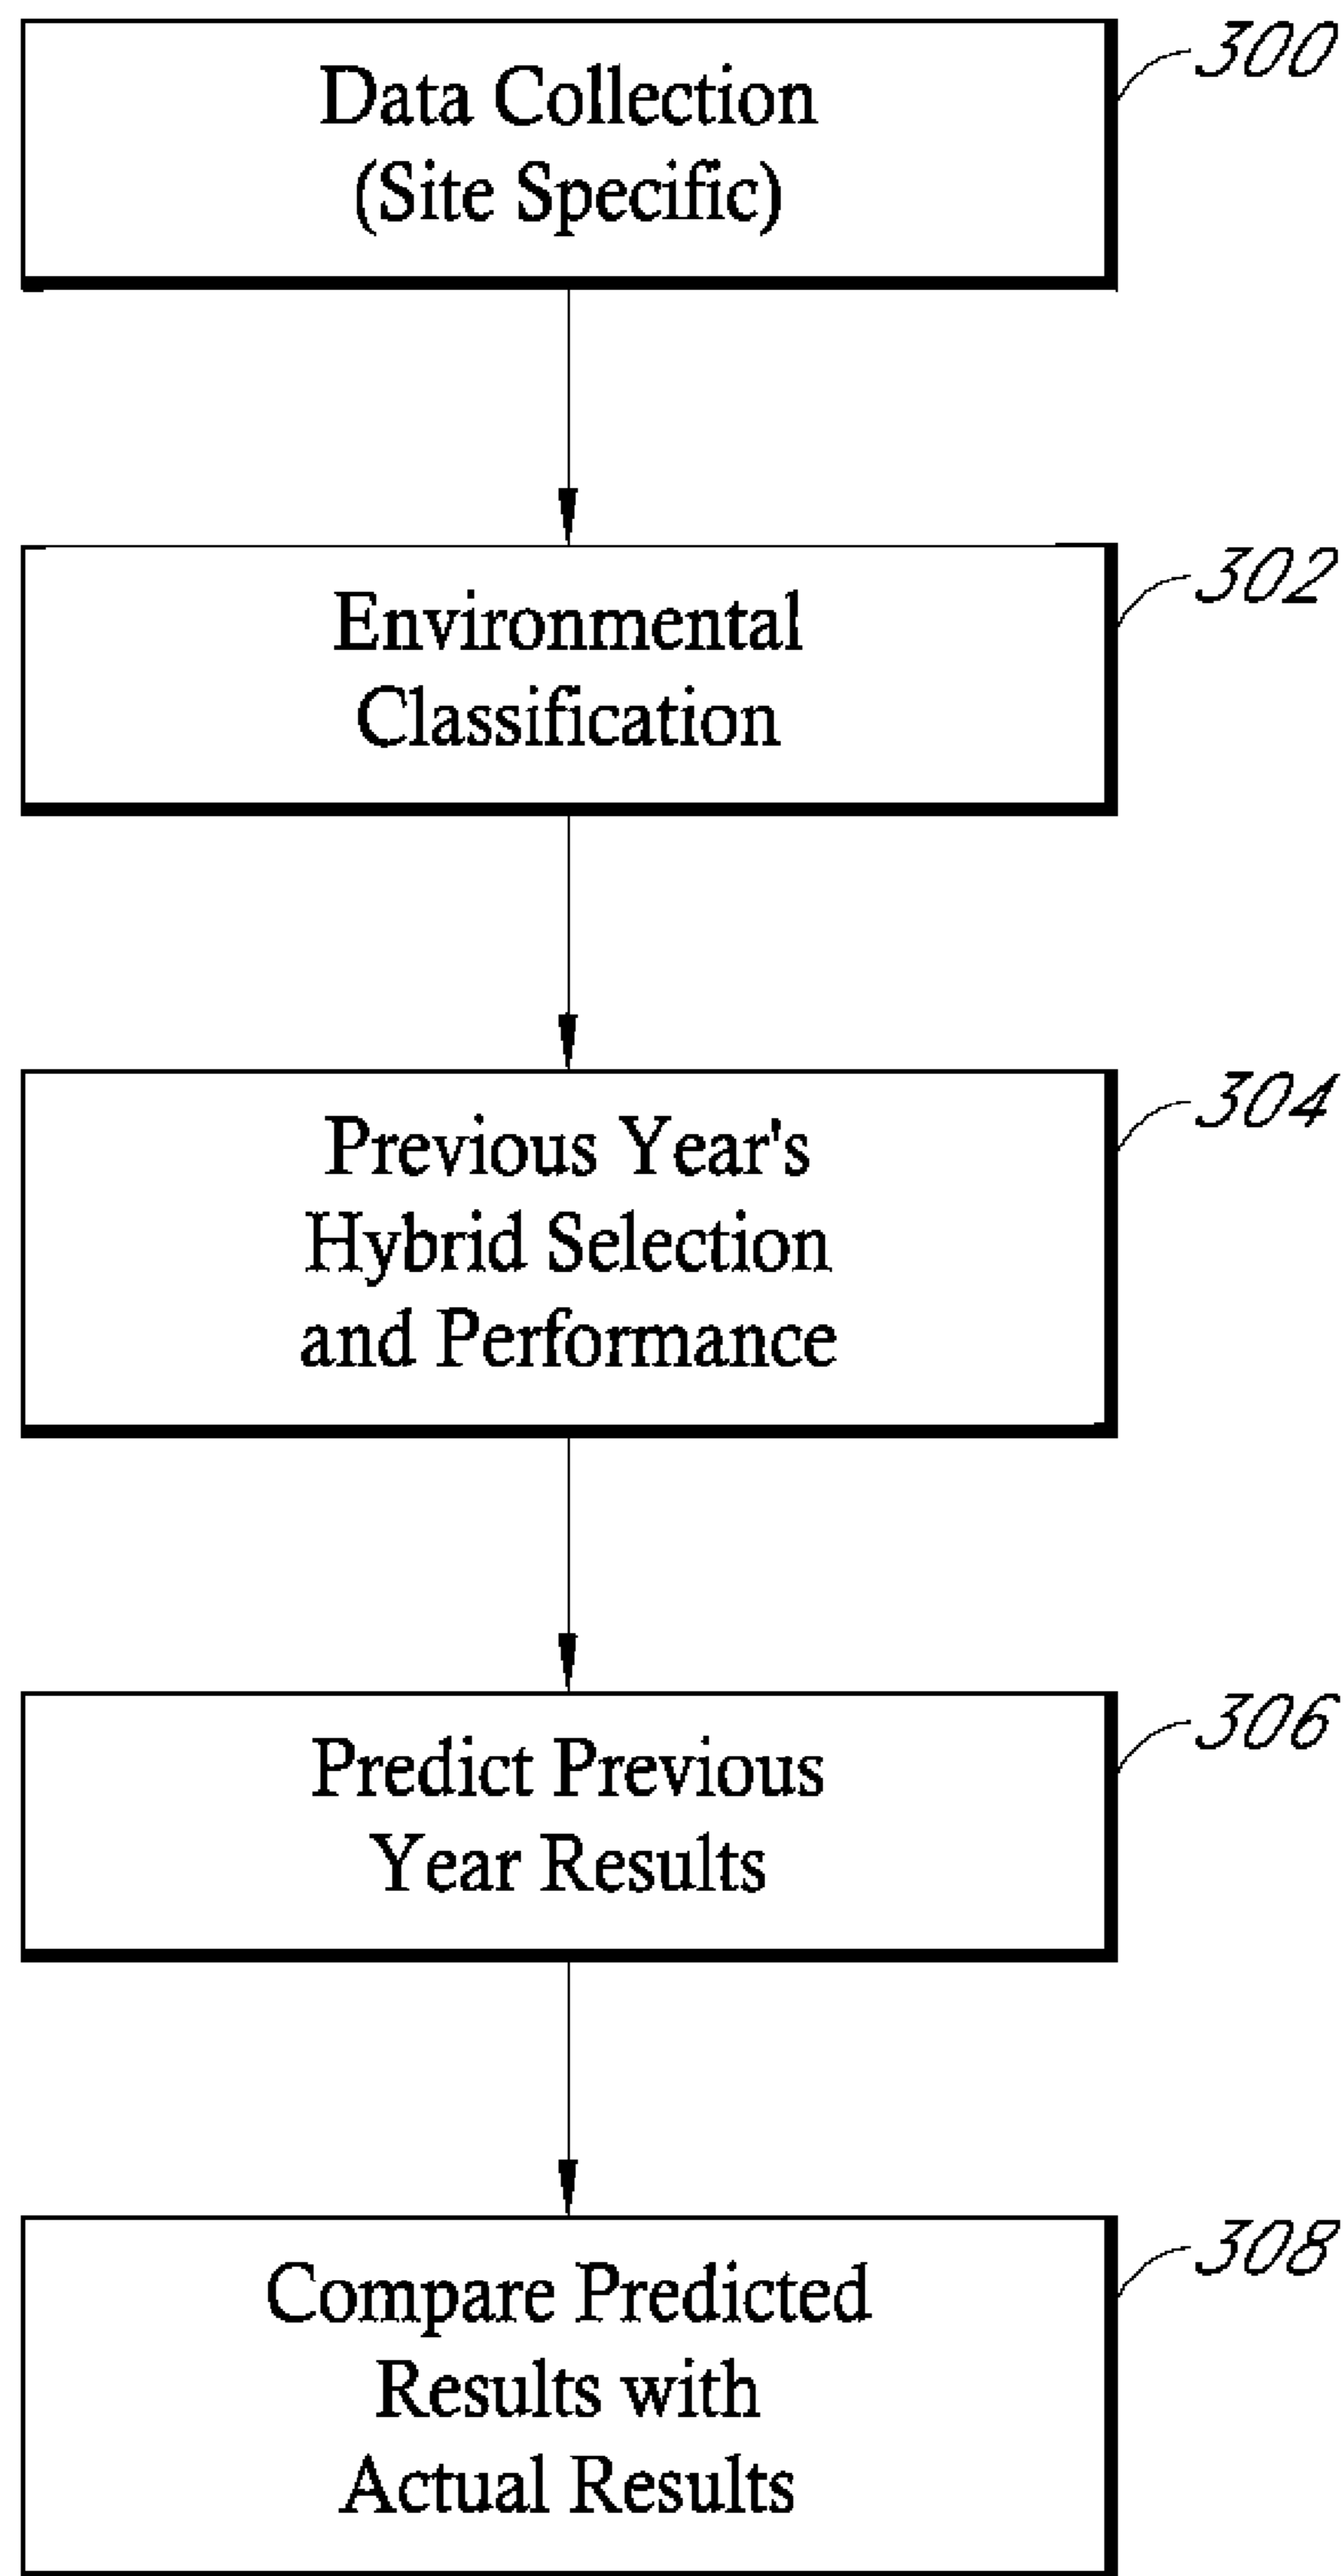 Data Collection
(Site Specific)
300
Environmental
Classification
302
Previous Year's
Hybrid Selection
and Performance
304
Predict Previous
Year Results
306
Compare Predicted
Results with
Actual Results
308